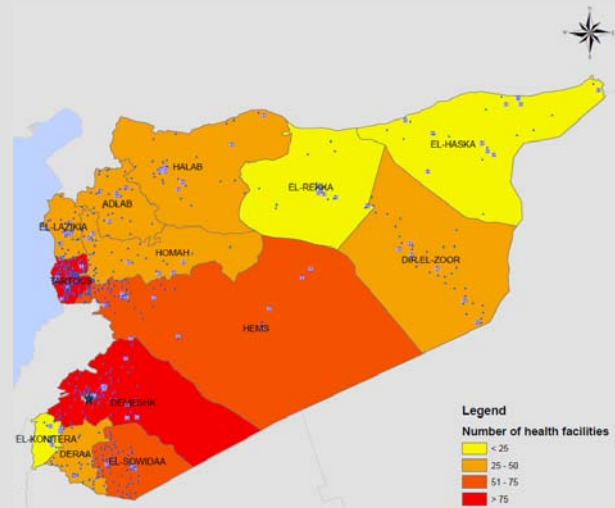 HALAB
EL-HASKA
EL-REKKA
ADLAB
EL-LAZIKIA
HOMAH
DIR.EL-ZOOR
TARTOUS
HEMS
DEMESHK
EL-KONITERA
DERAA
EL-SOWIDAA
Legend
Number of health facilities
< 25
25 - 50
51 - 75
> 75